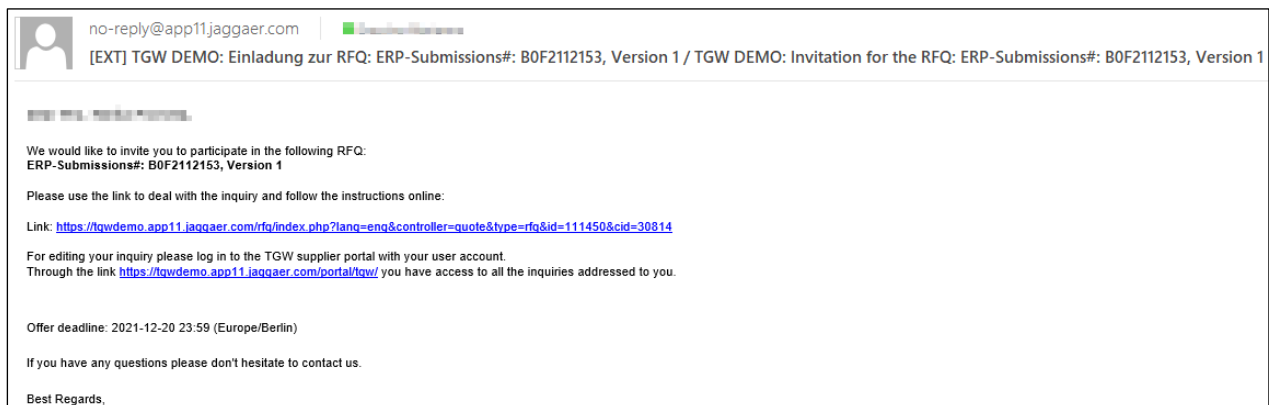 no-reply@app11.jaggaer.com
[EXT] TGW DEMO: Einladung zur RFQ: ERP-Submissions#: B0F2112153, Version 1 / TGW DEMO: Invitation for the RFQ: ERP-Submissions#: B0F2112153, Version 1
We would like to invite you to participate in the following RFQ:
ERP-Submissions#: B0F2112153, Version 1
Please use the link to deal with the inquiry and follow the instructions online:
Link: https://tgwdemo.app11.jaggaer.com/rfq/index.php?lang=eng&controller=quote&type=rfq&id=111450&cid=30814
For editing your inquiry please log in to the TGW supplier portal with your user account.
Through the link https://tgwdemo.app11.jaggaer.com/portal/tgw/ you have access to all the inquiries addressed to you.
Offer deadline: 2021-12-20 23:59 (Europe/Berlin)
If you have any questions please don't hesitate to contact us.
Best Regards,